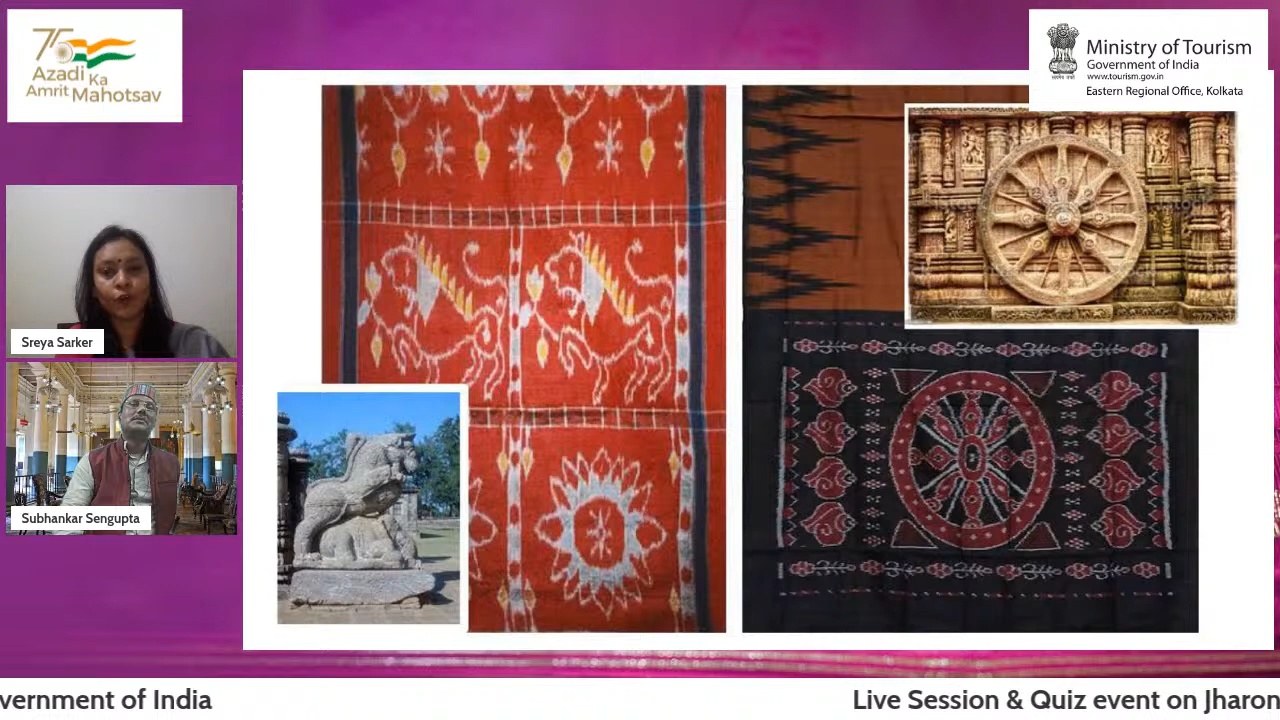 75
Azadi Ka
Amrit Mahotsav
Ministry of Tourism
Government of India
www.tourism.gov.in
Eastern Regional Office, Kolkata
Sreya Sarker
Subhankar Sengupta
vernment of India
Live Session & Quiz event on Jharon